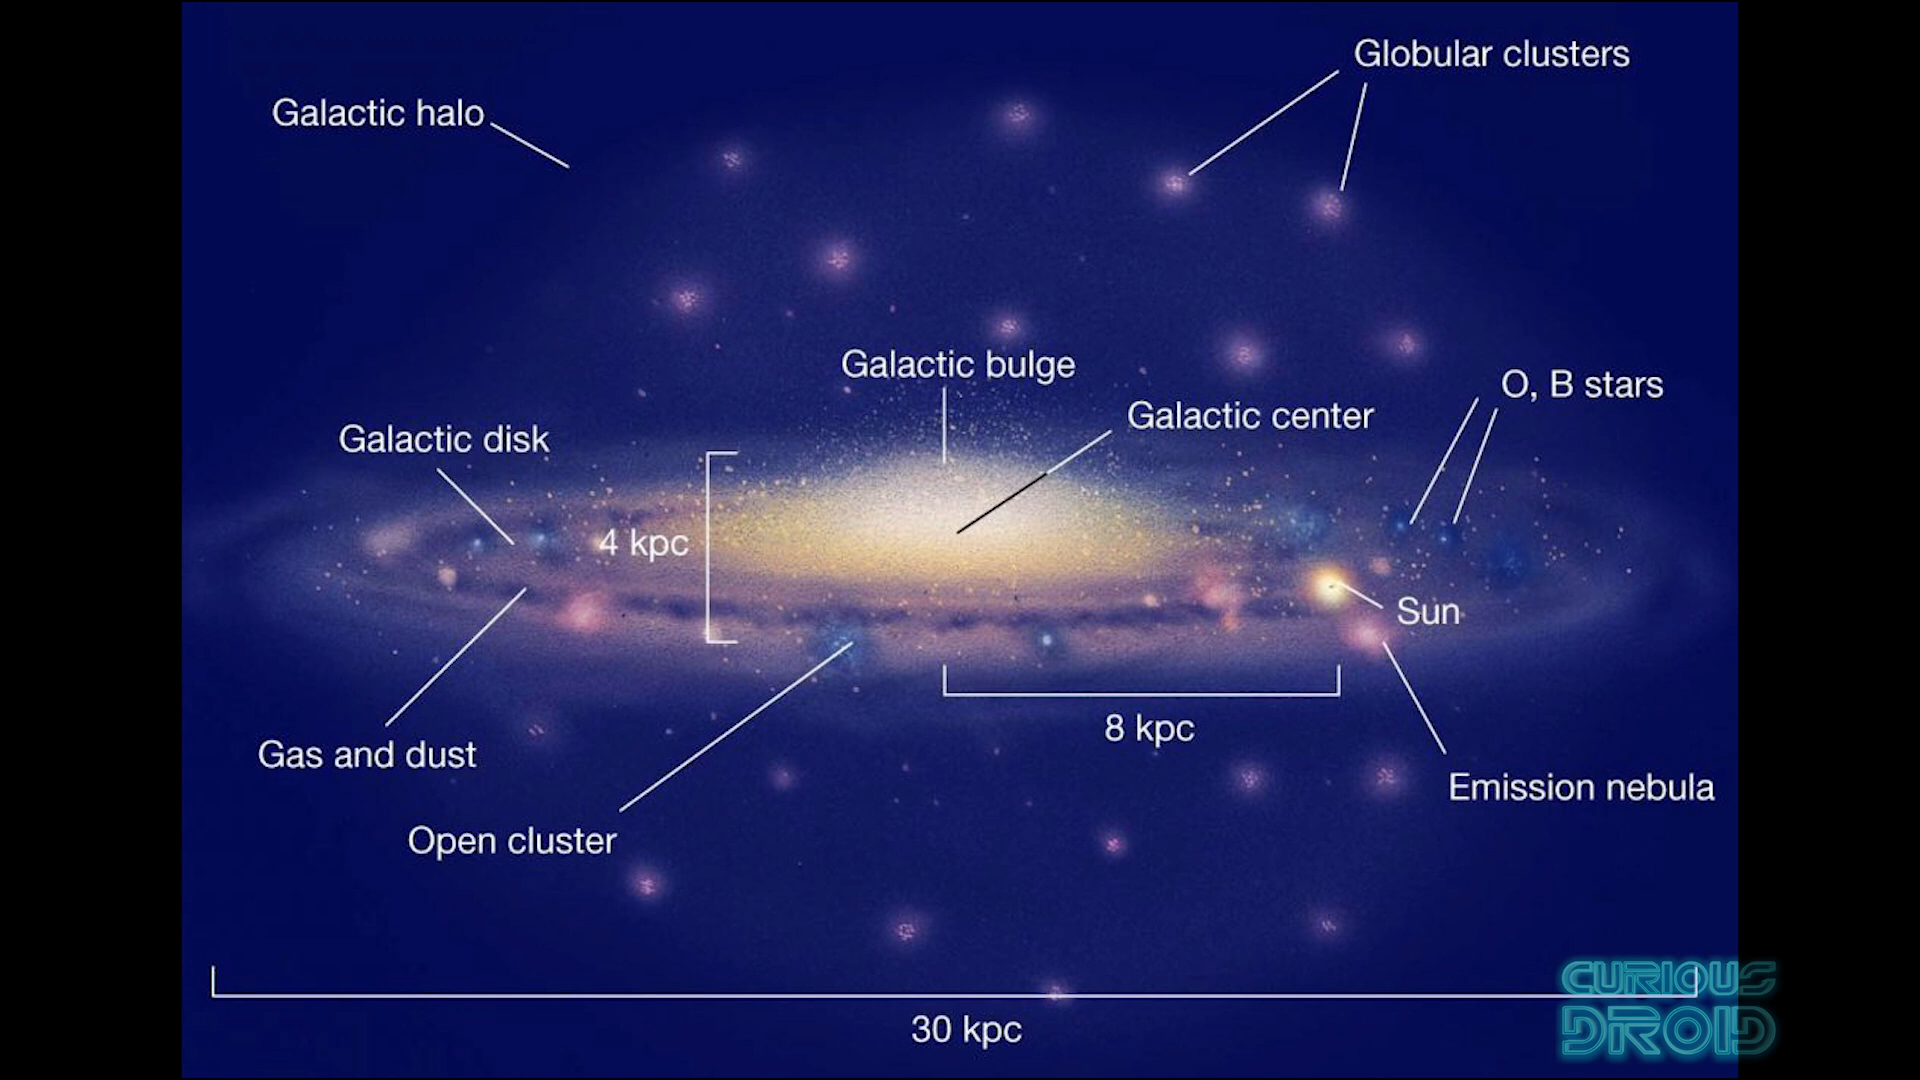 Globular clusters
Galactic halo
Galactic bulge
O, B stars
Galactic center
Galactic disk
4 kpc
Sun
8 kpc
Gas and dust
Emission nebula
Open cluster
CURIOUS
DROID
30 kpc